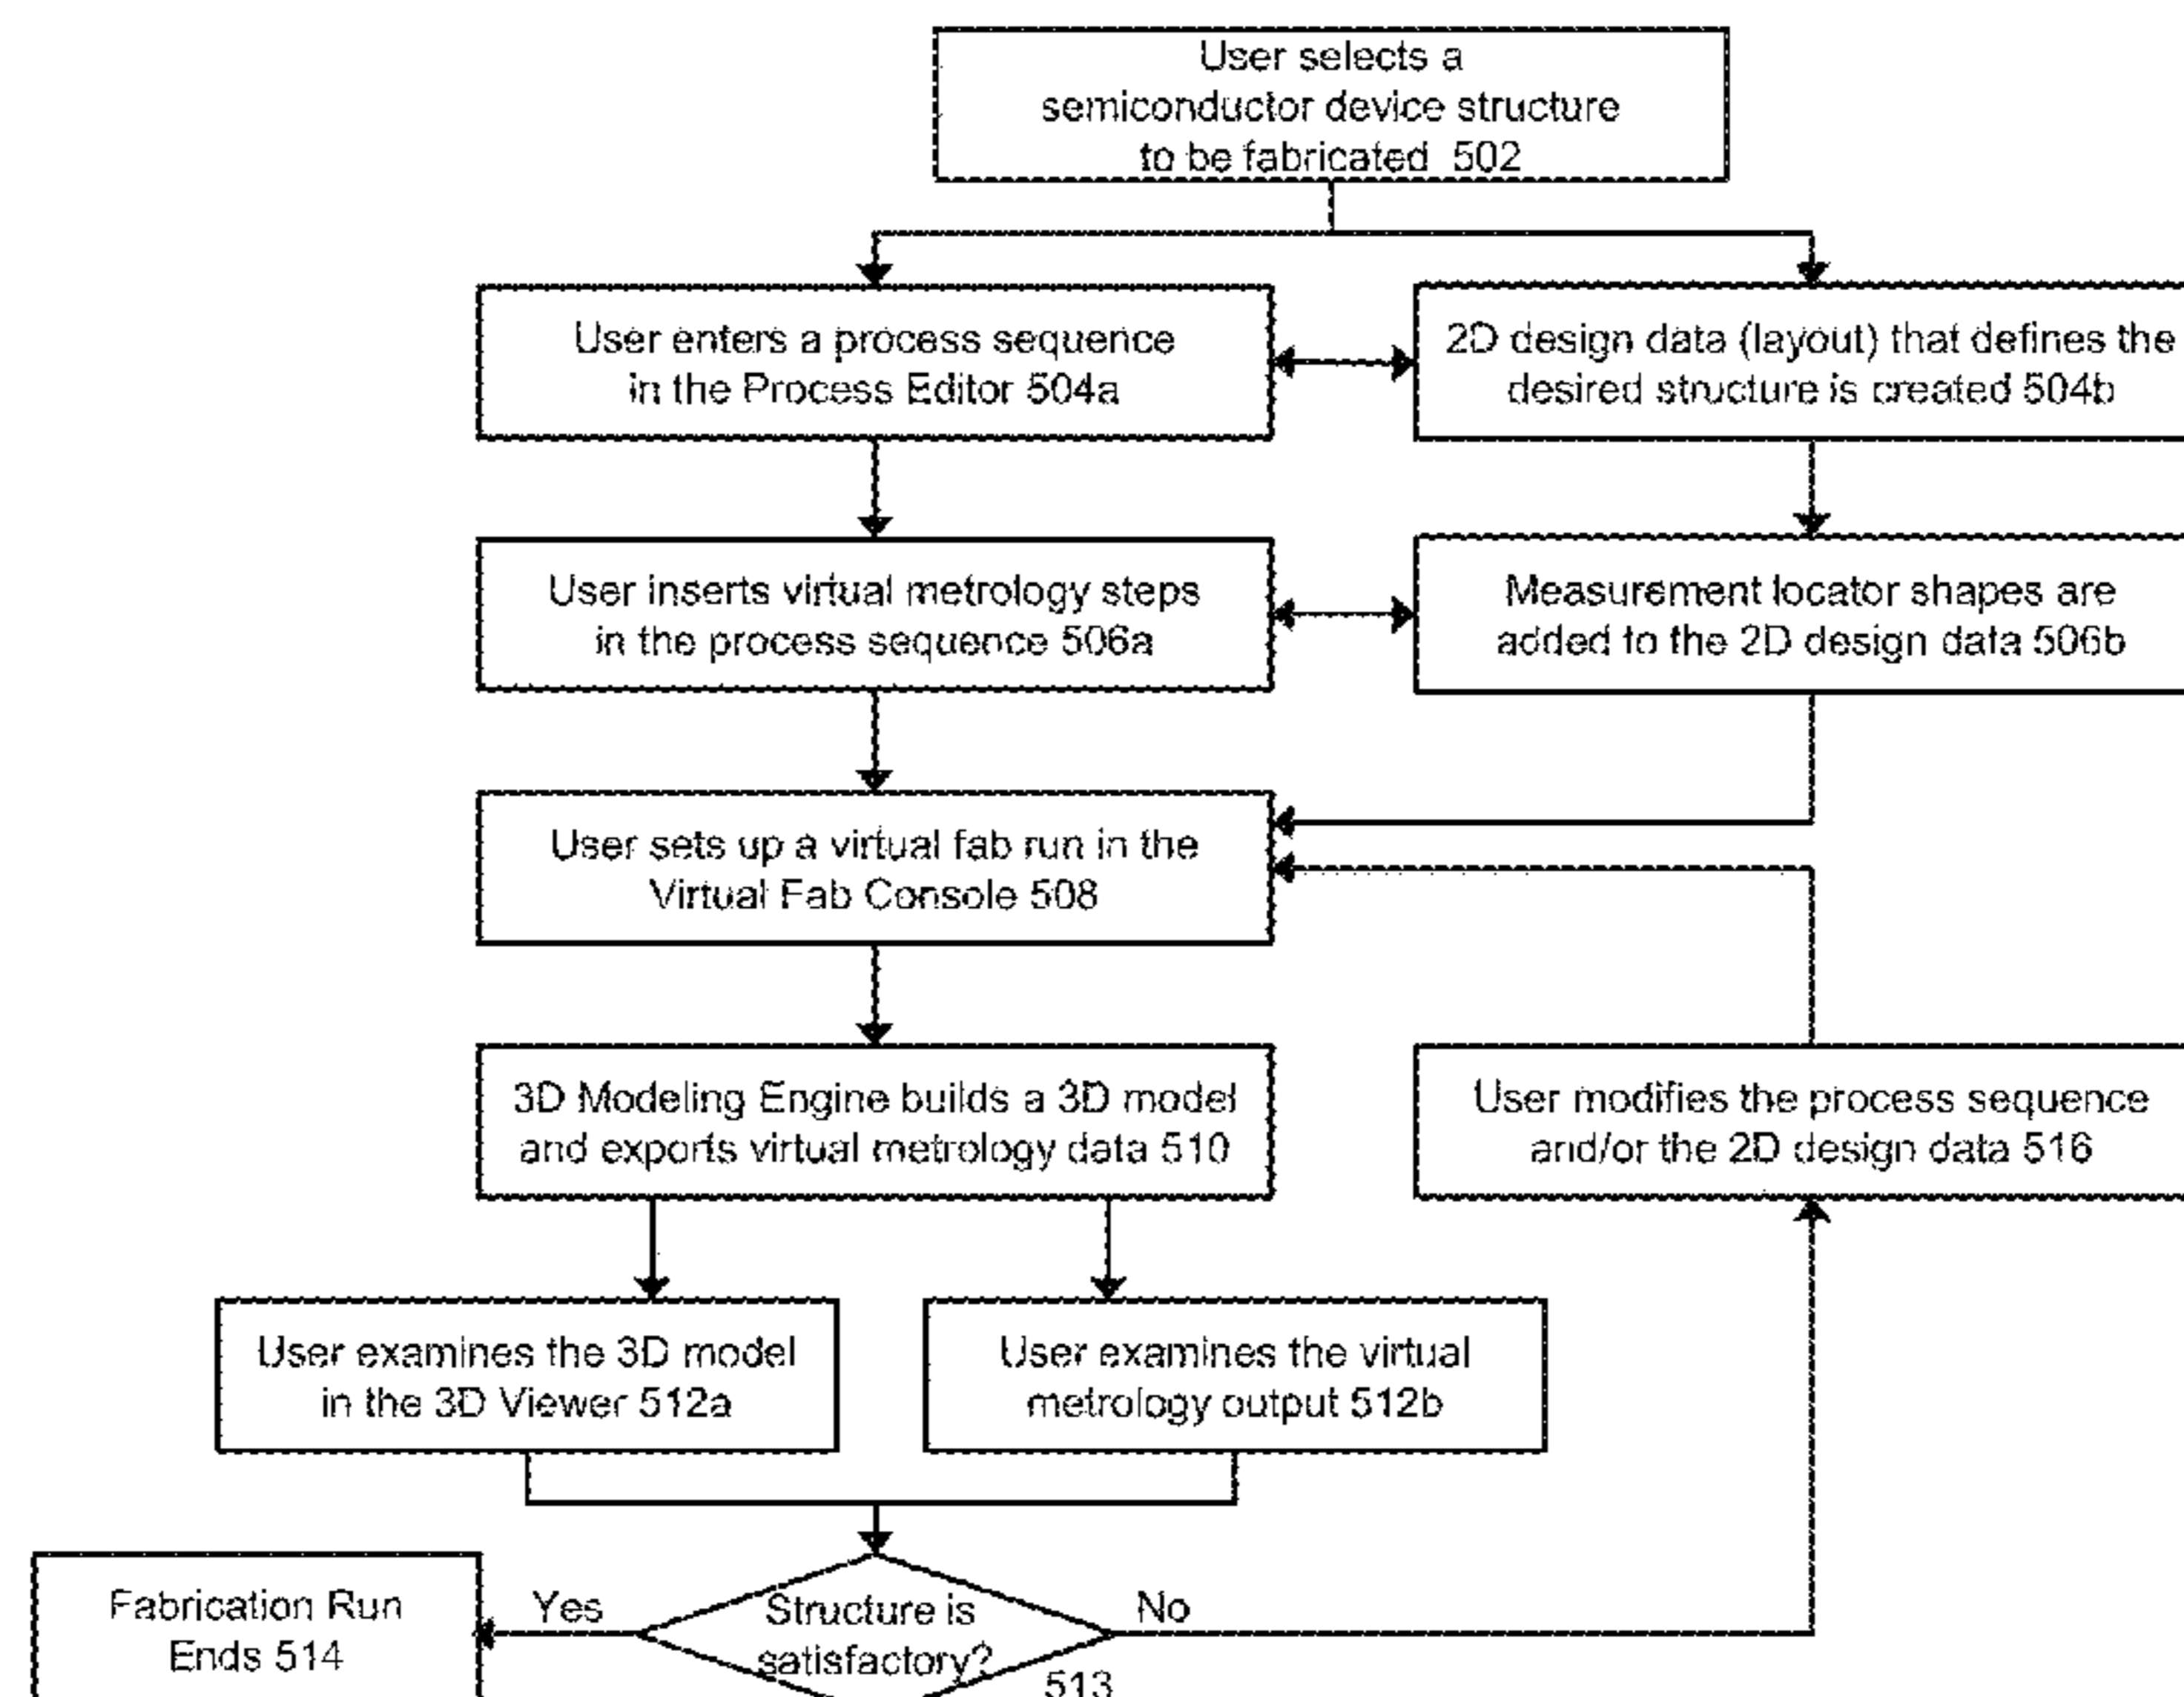 User selects a
semiconductor device structure
to be fabricated 502
User enters a process sequence
in the Process Editor 504a
2D design data (layout) that defines the
desired structure is created 504b
User inserts virtual metrology steps
in the process sequence 506a
Measurement locator shapes are
added to the 2D design data 506b
User sets up a virtual fab run in the
Virtual Fab Console 508
3D Modeling Engine builds a 3D model
and exports virtual metrology data 510
User modifies the process sequence
and/or the 2D design data 516
User examines the 3D model
in the 3D Viewer 512a
User examines the virtual
metrology output 512b
Fabrication Run
Ends 514
Yes
Structure is
satisfactory?
513
No